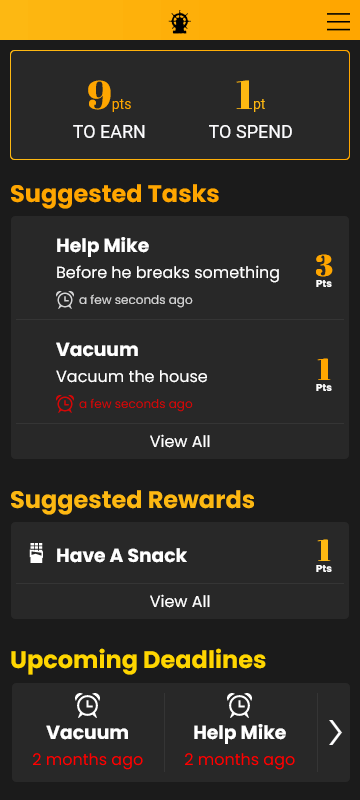 9pts 1pt
TO EARN TO SPEND
Suggested Tasks
Help Mike
Before he breaks something
a few seconds ago
3
Pts
Vacuum
Vacuum the house
a few seconds ago
1
Pts
View All
Suggested Rewards
Have A Snack
1
Pts
View All
Upcoming Deadlines
Vacuum Help Mike
2 months ago 2 months ago